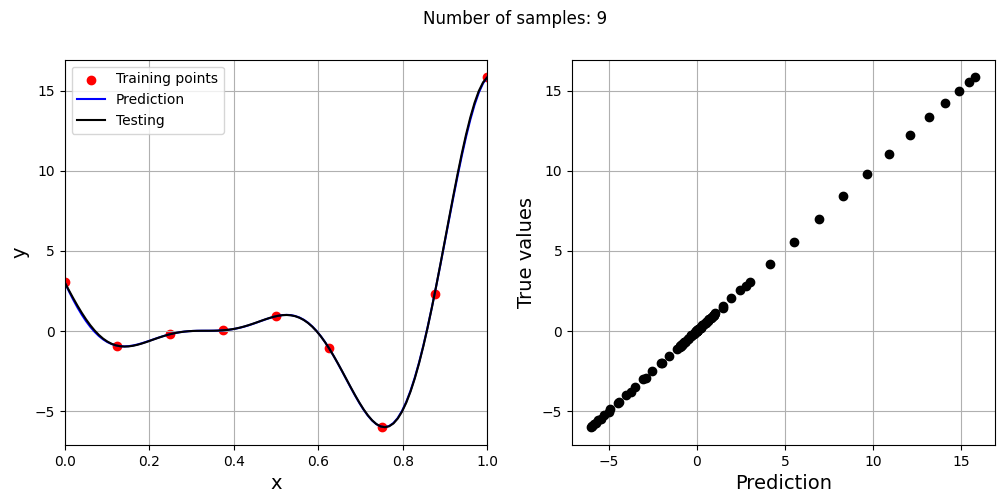 Number of samples: 9
Training points
Prediction
Testing
15
10
5
0
−5
y
0.0 0.2 0.4 0.6 0.8 1.0
x
15
10
5
0
−5
True values
−5 0 5 10 15
Prediction